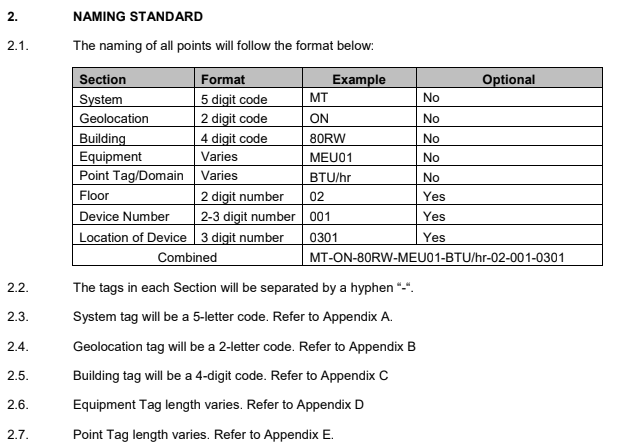 2. NAMING STANDARD
2.1. The naming of all points will follow the format below:
Section Format Example Optional
System 5 digit code MT No
Geolocation 2 digit code ON No
Building 4 digit code 80RW No
Equipment Varies MEU01 No
Point Tag/Domain Varies BTU/hr No
Floor 2 digit number 02 Yes
Device Number 2-3 digit number 001 Yes
Location of Device 3 digit number 0301 Yes
Combined MT-ON-80RW-MEU01-BTU/hr-02-001-0301
2.2. The tags in each Section will be separated by a hyphen “-“.
2.3. System tag will be a 5-letter code. Refer to Appendix A.
2.4. Geolocation tag will be a 2-letter code. Refer to Appendix B
2.5. Building tag will be a 4-digit code. Refer to Appendix C
2.6. Equipment Tag length varies. Refer to Appendix D
2.7. Point Tag length varies. Refer to Appendix E.